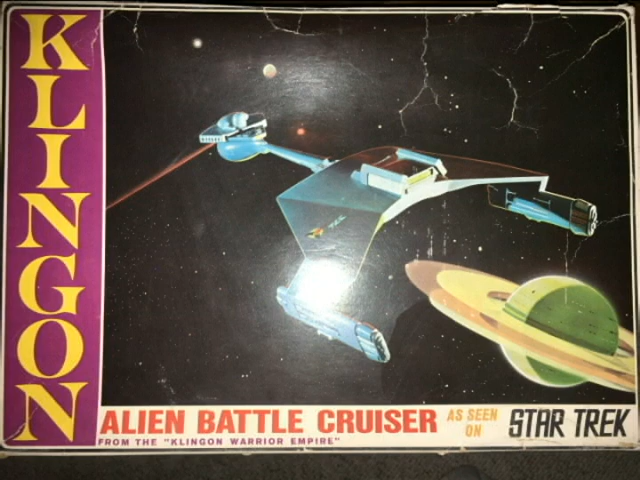 KLINGON
ALIEN BATTLE CRUISER
FROM THE "KLINGON WARRIOR EMPIRE"
AS SEEN
ON
STAR TREK